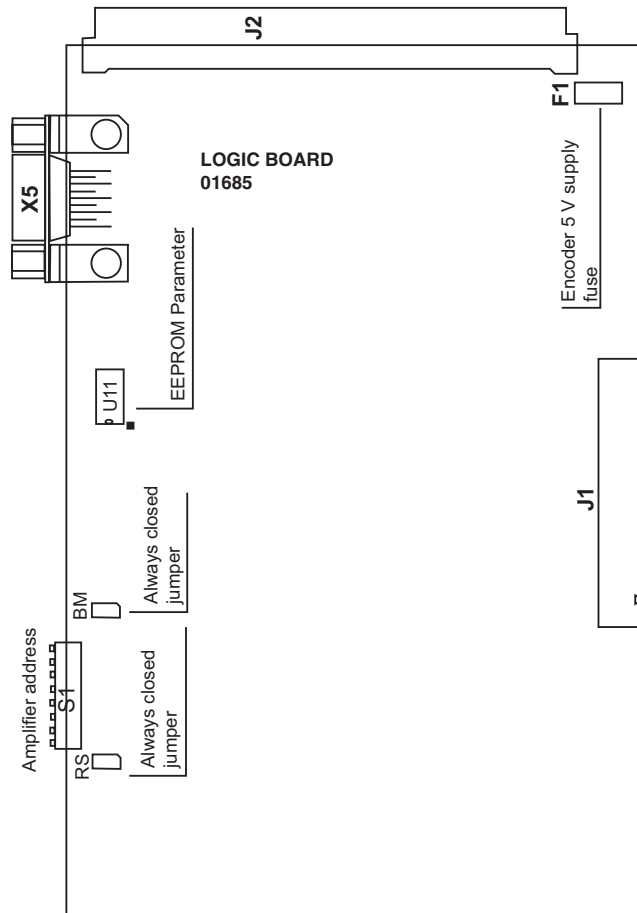 J2
F1
X5
LOGIC BOARD
01685
Encoder 5 V supply
fuse
EEPROM Parameter
U11
J1
Always closed
jumper
BM
Amplifier address
S1
Always closed
jumper
RS